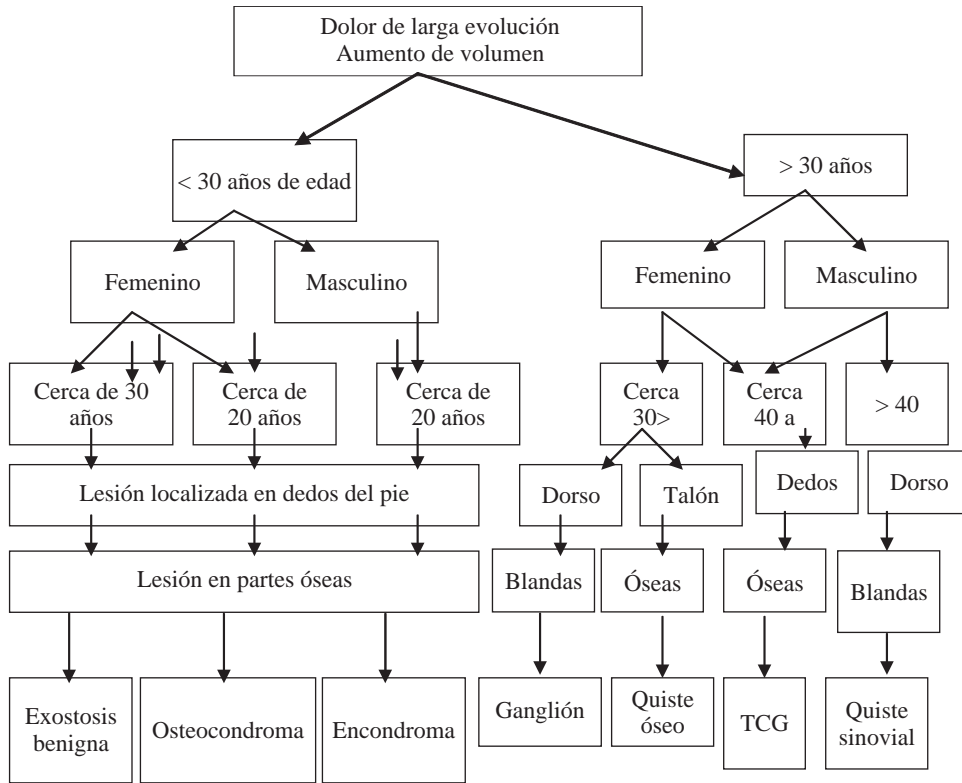 Dolor de larga evolución
Aumento de volumen
< 30 años de edad
> 30 años
Femenino
Masculino
Femenino
Masculino
Cerca de 30
años
Cerca de
20 años
Cerca de
20 años
Cerca
30>
Cerca
40 a
> 40
Lesión localizada en dedos del pie
Dorso
Talón
Dedos
Dorso
Lesión en partes óseas
Blandas
Óseas
Óseas
Blandas
Exostosis
benigna
Osteocondroma
Encondroma
Ganglión
Quiste
óseo
TCG
Quiste
sinovial